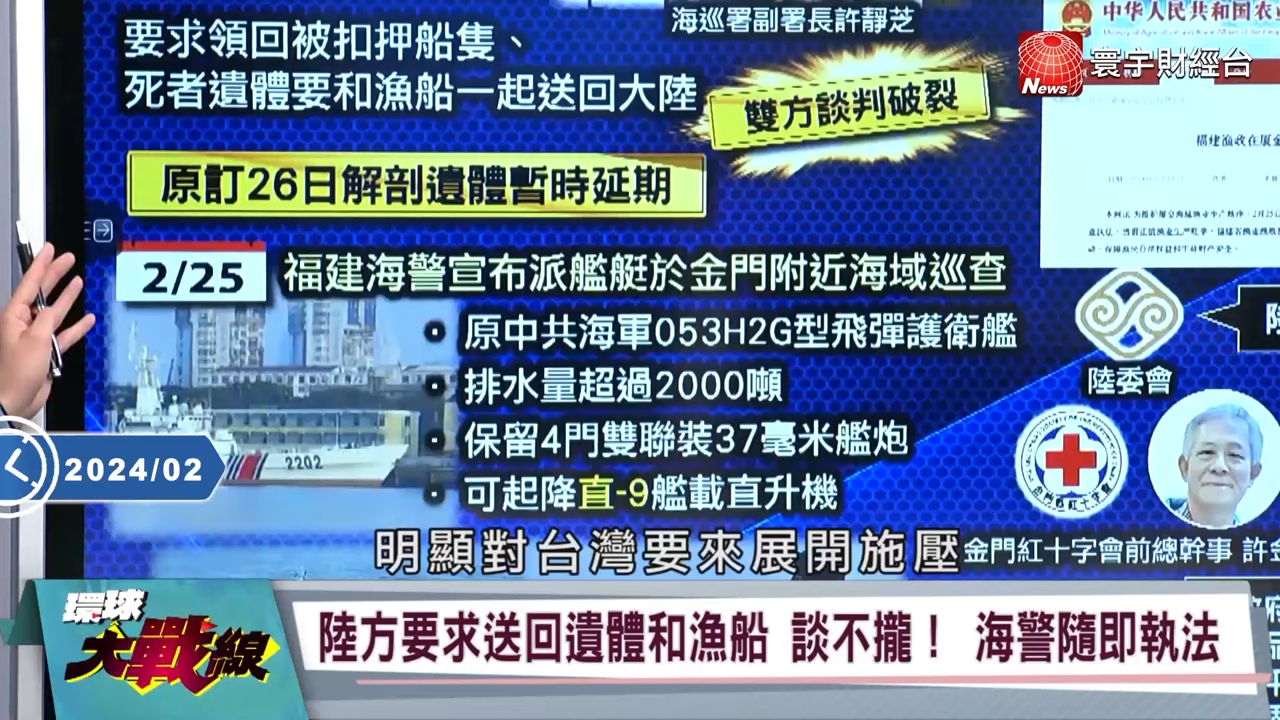 海巡署副署長許靜芝
要求領回被扣押船隻、
死者遺體要和漁船一起送回大陸
雙方談判破裂
原訂26日解剖遺體暫時延期
News
寰宇財經台
中华人民共和国农
福建渔政在厦
2/25
福建海警宣布派艦艇於金門附近海域巡查
原中共海軍053H2G型飛彈護衛艦
排水量超過2000噸
保留4門雙聯裝37毫米艦炮
可起降直-9艦載直升機
2202
陸委會
2024/02
明顯對台灣要來展開施壓
金門紅十字會前總幹事 許金
環球
大戰線
陸方要求送回遺體和漁船 談不攏！ 海警隨即執法